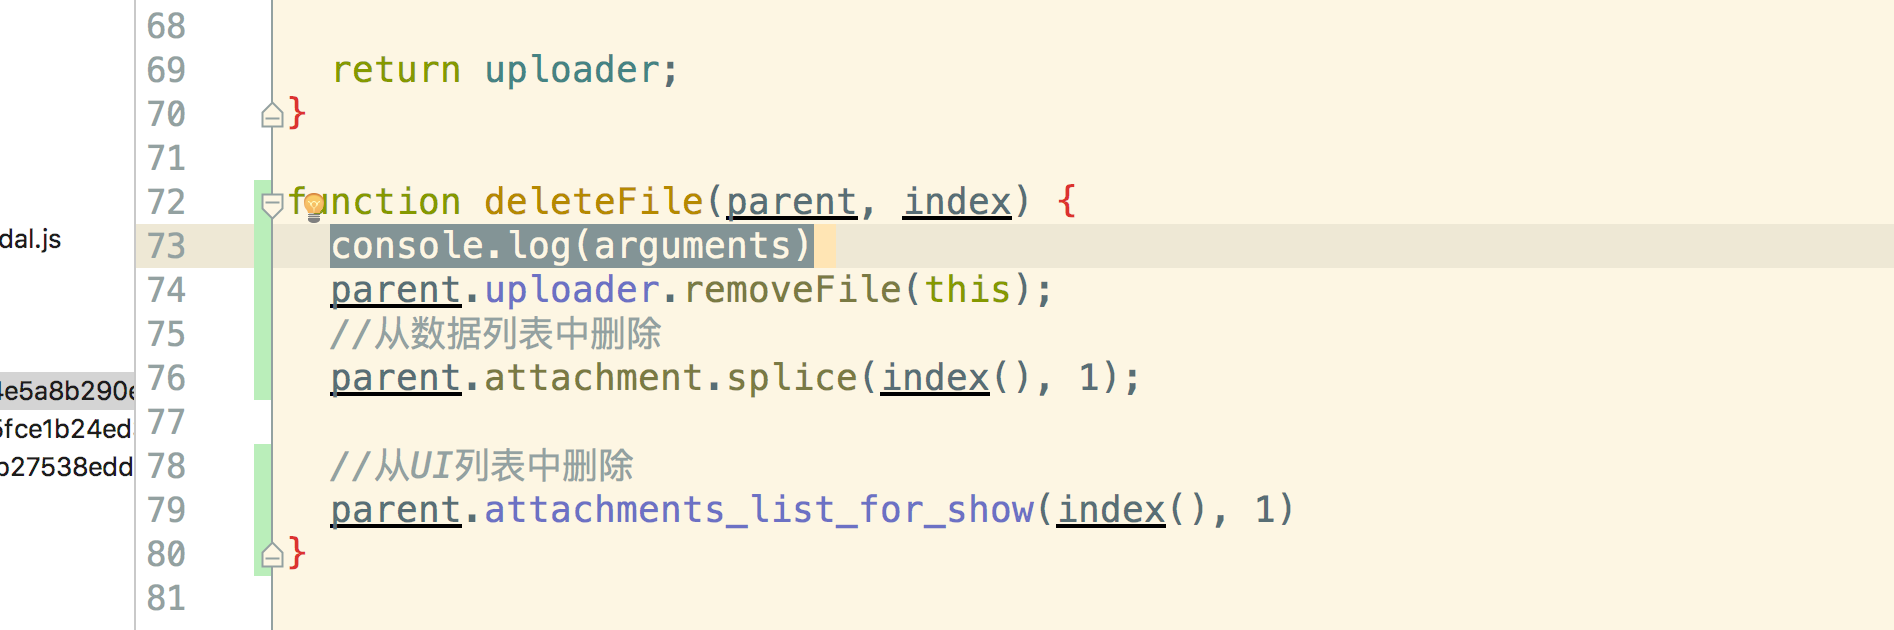 68
69 return uploader;
70 }
71
72 function deleteFile(parent, index) {
dal.js
73 console.log(arguments)
74 parent.uploader.removeFile(this);
75 //从数据列表中删除
76 parent.attachment.splice(index(), 1);
4e5a8b290e
77
5fce1b24ed
78 //从UI列表中删除
b27538edd
79 parent.attachments_list_for_show(index(), 1)
80 }
81